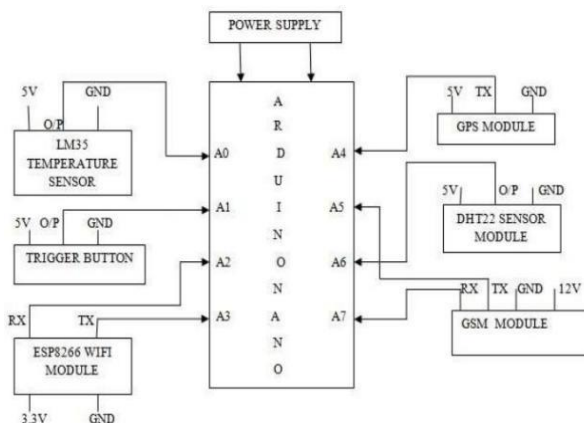 POWER SUPPLY
5V
O/P
GND
LM35
TEMPERATURE
SENSOR
5V
O/P
GND
TRIGGER BUTTON
RX
TX
ESP8266 WIFI
MODULE
3.3V
GND
A0
A1
A2
A3
A
R
D
U
I
N
O
N
A
N
O
A4
A5
A6
A7
5V
TX
GND
GPS MODULE
5V
O/P
GND
DHT22 SENSOR
MODULE
RX
TX
GND
12V
GSM MODULE